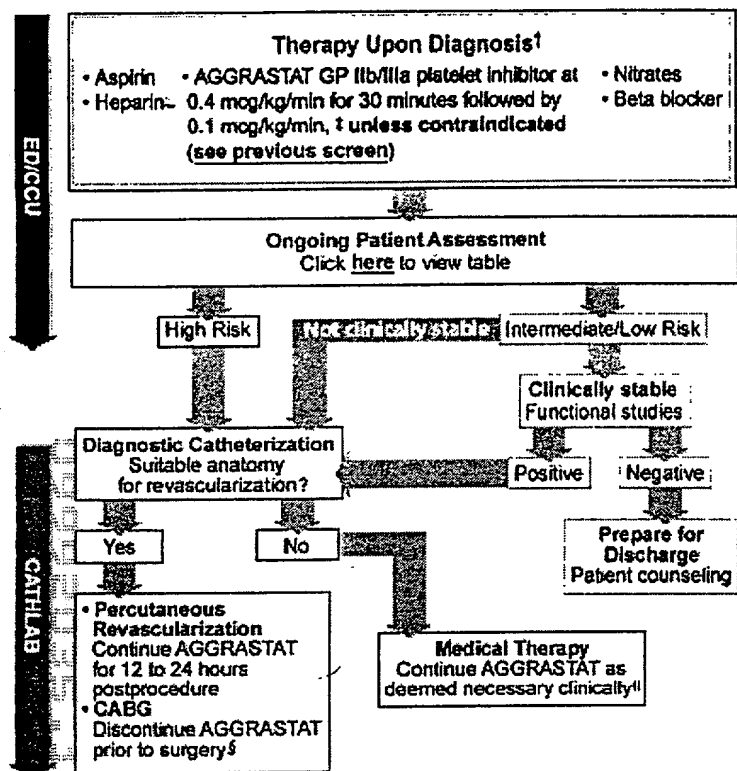 Therapy Upon Diagnosis†
• Aspirin
• Heparin
• AGGRASTAT GP IIb/IIIa platelet inhibitor at
0.4 mcg/kg/min for 30 minutes followed by
0.1 mcg/kg/min, ‡ unless contraindicated
(see previous screen)
• Nitrates
• Beta blocker
ED/CCU
Ongoing Patient Assessment
Click here to view table
High Risk
Not clinically stable
Intermediate/Low Risk
Clinically stable
Functional studies
Diagnostic Catheterization
Suitable anatomy
for revascularization?
Positive
Negative
Yes
No
Prepare for
Discharge
Patient counseling
CATH LAB
• Percutaneous
Revascularization
Continue AGGRASTAT
for 12 to 24 hours
postprocedure
• CABG
Discontinue AGGRASTAT
prior to surgery§
Medical Therapy
Continue AGGRASTAT as
deemed necessary clinically||